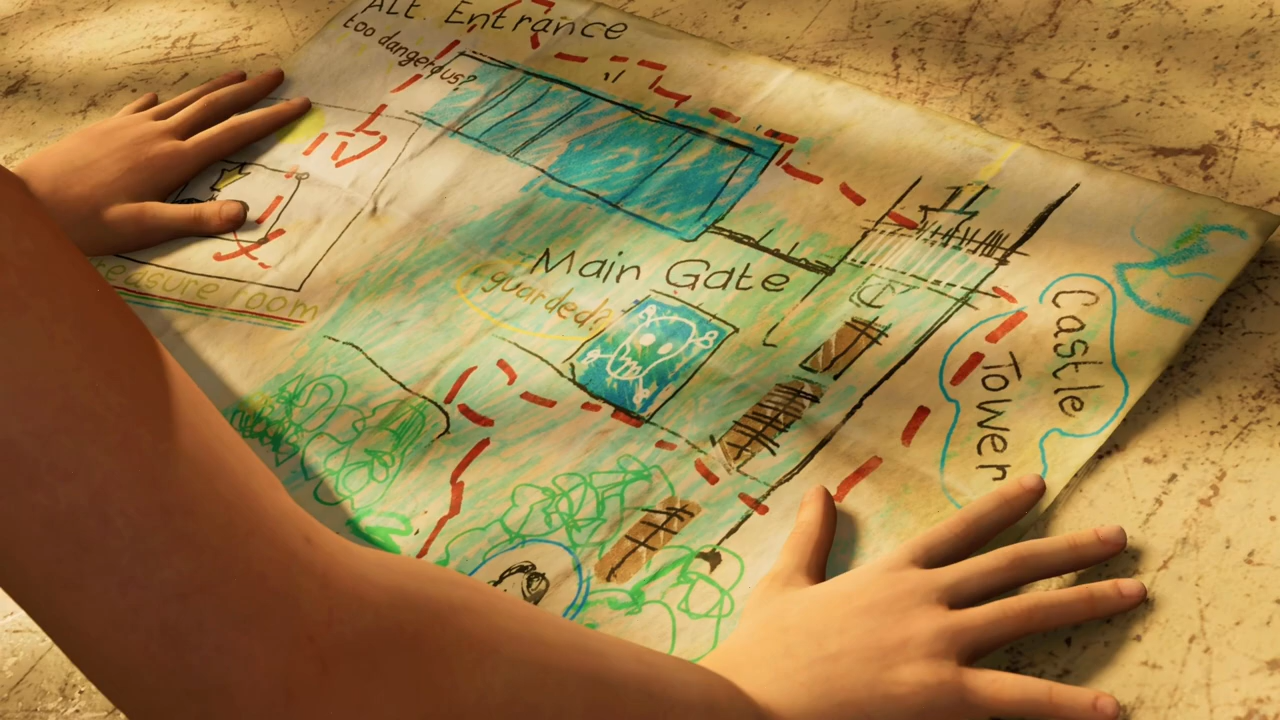 ALt. Entrance
too dangerous?
Main Gate
guarded?
Castle
Tower